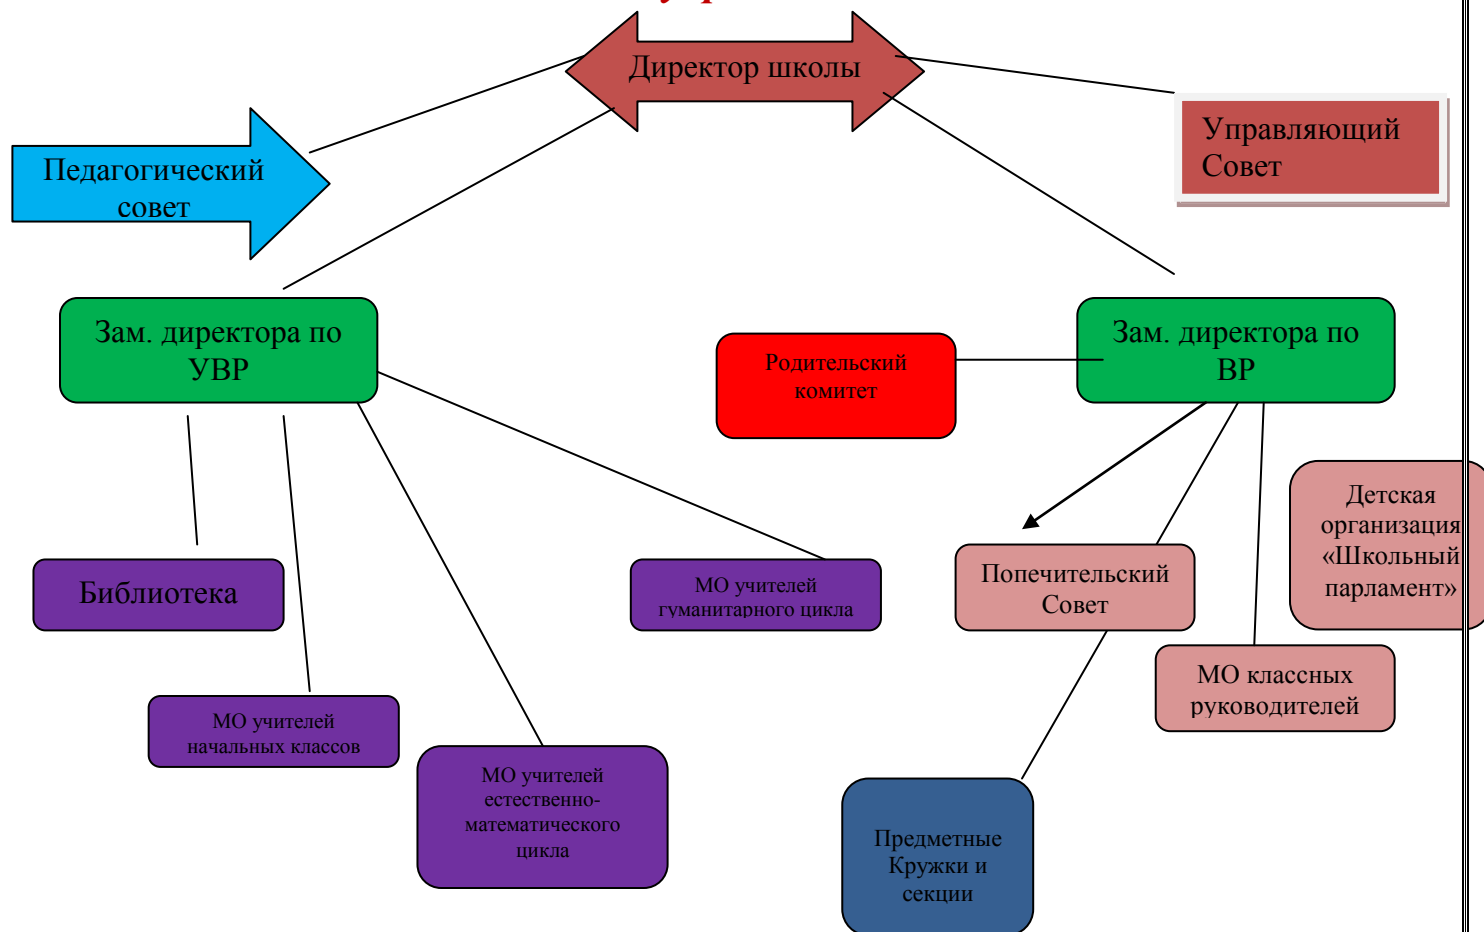 Директор школы
Управляющий
Совет
Педагогический
совет
Зам. директора по
УВР
Родительский
комитет
Зам. директора по
ВР
Детская
организация
«Школьный
парламент»
Библиотека
МО учителей
гуманитарного цикла
Попечительский
Совет
МО классных
руководителей
МО учителей
начальных классов
МО учителей
естественно-
математического
цикла
Предметные
Кружки и
секции